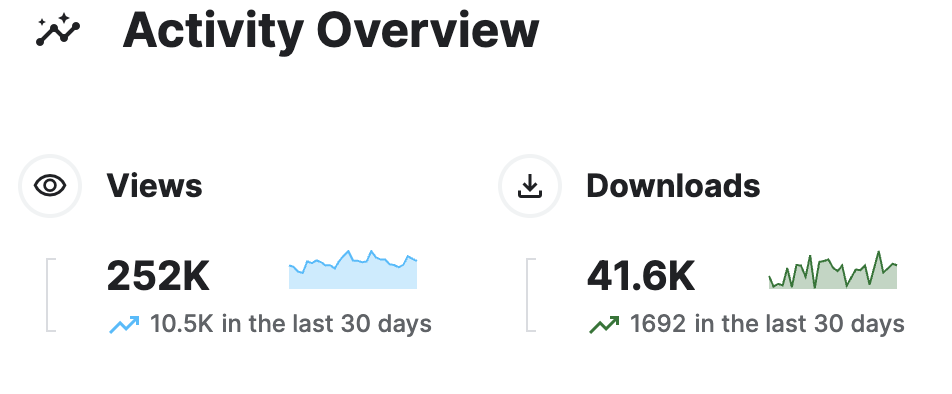 Activity Overview
Views
Downloads
252K
41.6K
10.5K in the last 30 days
1692 in the last 30 days